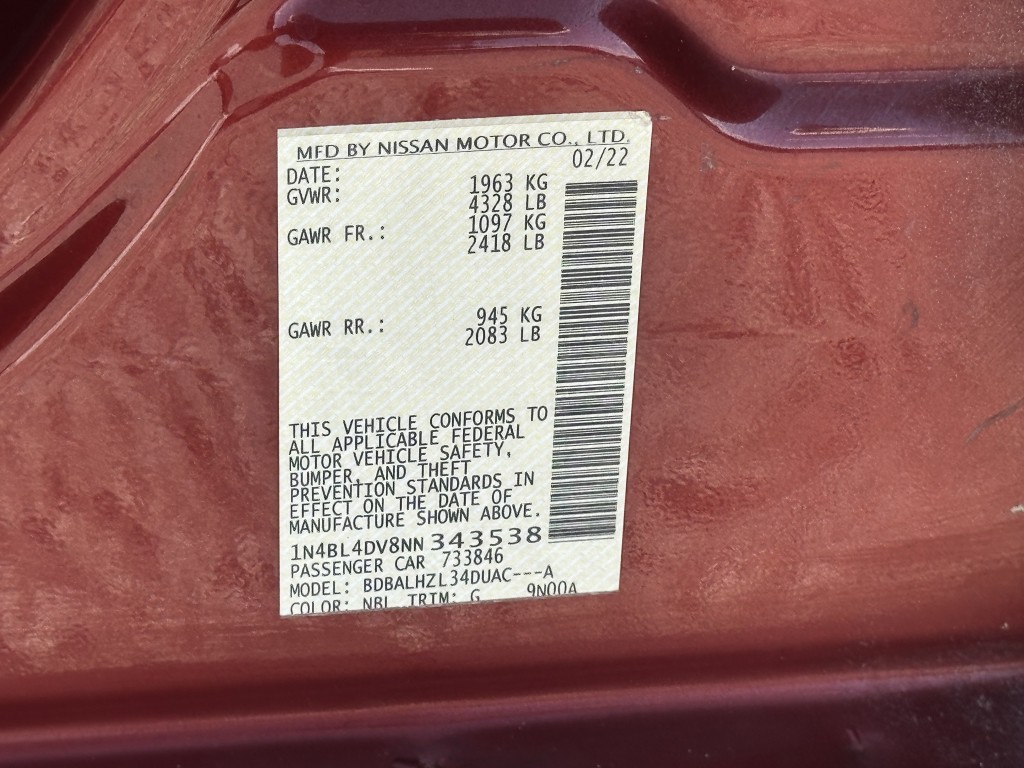 MFD BY NISSAN MOTOR CO., LTD.
DATE: 02/22
GVWR: 1963 KG
4328 LB
GAWR FR.: 1097 KG
2418 LB
GAWR RR.: 945 KG
2083 LB
THIS VEHICLE CONFORMS TO
ALL APPLICABLE FEDERAL
MOTOR VEHICLE SAFETY,
BUMPER, AND THEFT
PREVENTION STANDARDS IN
EFFECT ON THE DATE OF
MANUFACTURE SHOWN ABOVE.
1N4BL4DV8NN 343538
PASSENGER CAR 733846
MODEL: BDBALHZL34DUAC---A
COLOR: NBL TRIM: G 9N00A